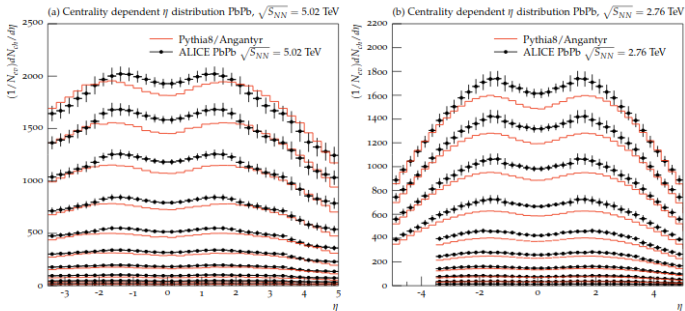 (a) Centrality dependent η distribution PbPb, √S_NN = 5.02 TeV
(1/N_ev)dN_ch/dη
Pythia8/Angantyr
ALICE PbPb √S_NN = 5.02 TeV
2500
2000
1500
1000
500
0
-3 -2 -1 0 1 2 3 4 5
η
(b) Centrality dependent η distribution PbPb, √S_NN = 2.76 TeV
(1/N_ev)dN_ch/dη
Pythia8/Angantyr
ALICE PbPb √S_NN = 2.76 TeV
2200
2000
1800
1600
1400
1200
1000
800
600
400
200
0
-4 -2 0 2 4
η